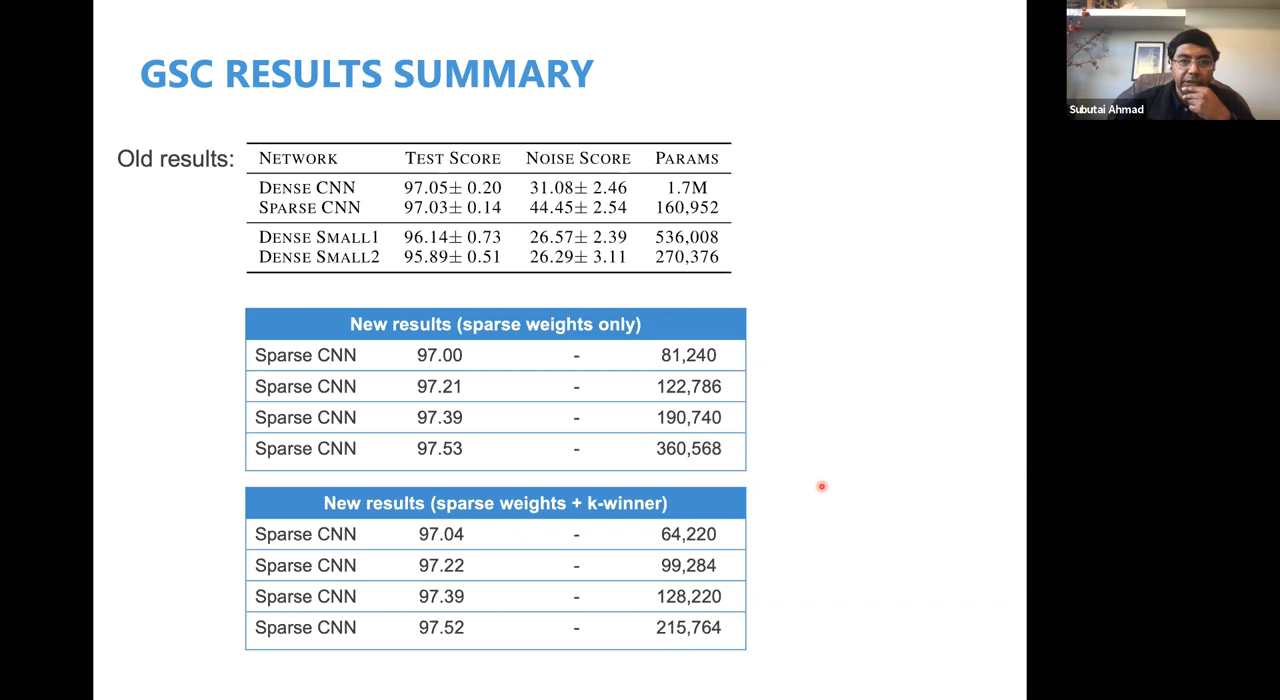 GSC RESULTS SUMMARY
Subutai Ahmad
Old results:
NETWORK TEST SCORE NOISE SCORE PARAMS
DENSE CNN 97.05± 0.20 31.08± 2.46 1.7M
SPARSE CNN 97.03± 0.14 44.45± 2.54 160,952
DENSE SMALL1 96.14± 0.73 26.57± 2.39 536,008
DENSE SMALL2 95.89± 0.51 26.29± 3.11 270,376
New results (sparse weights only)
Sparse CNN 97.00 - 81,240
Sparse CNN 97.21 - 122,786
Sparse CNN 97.39 - 190,740
Sparse CNN 97.53 - 360,568
New results (sparse weights + k-winner)
Sparse CNN 97.04 - 64,220
Sparse CNN 97.22 - 99,284
Sparse CNN 97.39 - 128,220
Sparse CNN 97.52 - 215,764